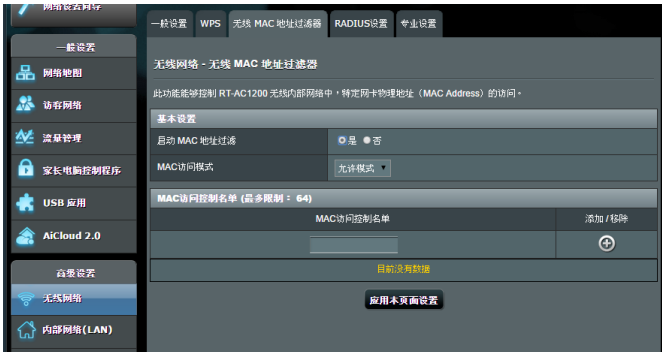 网络设置向导
一般设置
网络地图
访客网络
流量管理
家长电脑控制程序
USB 应用
AiCloud 2.0
高级设置
无线网络
内部网络(LAN)
一般设置 WPS 无线 MAC 地址过滤器 RADIUS设置 专业设置
无线网络 - 无线 MAC 地址过滤器
此功能能够控制 RT-AC1200 无线内部网络中，特定网卡物理地址（MAC Address）的访问。
基本设置
启动 MAC 地址过滤 是 否
MAC访问模式 允许模式
MAC访问控制名单 (最多限制： 64)
MAC访问控制名单 添加 / 移除
目前没有数据
应用本页面设置